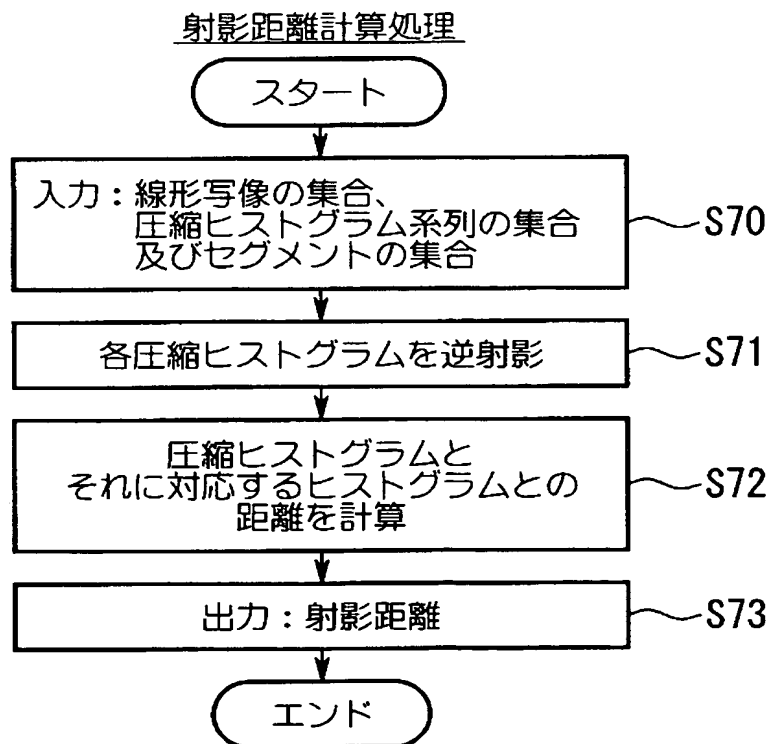 射影距離計算処理
スタート
入力：線形写像の集合、
圧縮ヒストグラム系列の集合
及びセグメントの集合
S70
各圧縮ヒストグラムを逆射影
S71
圧縮ヒストグラムと
それに対応するヒストグラムとの
距離を計算
S72
出力：射影距離
S73
エンド